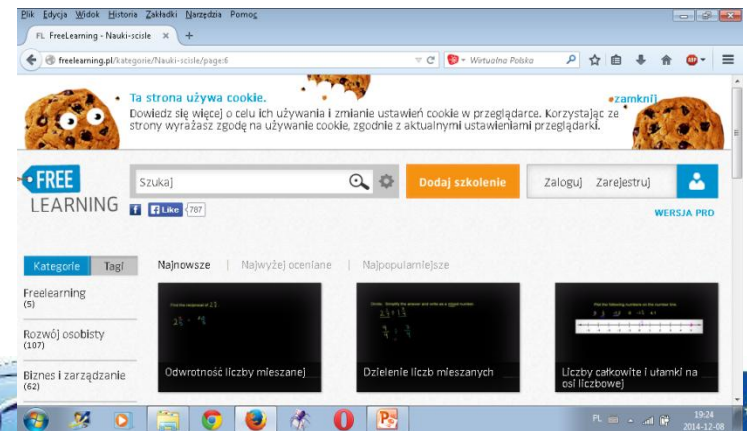 Plik Edycja Widok Historia Zakładki Narzędzia Pomoc
FL FreeLearning - Nauki-scisle
freelearning.pl/kategorie/Nauki-scisle/page:6
Wirtualna Polska
Ta strona używa cookie.
zamknij
Dowiedz się więcej o celu ich używania i zmianie ustawień cookie w przeglądarce. Korzystając ze
strony wyrażasz zgodę na używanie cookie, zgodnie z aktualnymi ustawieniami przeglądarki.
FREE
LEARNING
Szukaj
Dodaj szkolenie
Zaloguj Zarejestruj
f Like 787
WERSJA PRO
Kategorie Tagi
Najnowsze | Najwyżej oceniane | Najpopularniejsze
Freelearning
(5)
Rozwój osobisty
(107)
Biznes i zarządzanie
(62)
Odwrotność liczby mieszanej
Dzielenie liczb mieszanych
Liczby całkowite i ułamki na
osi liczbowej
PL
19:24
2014-12-08